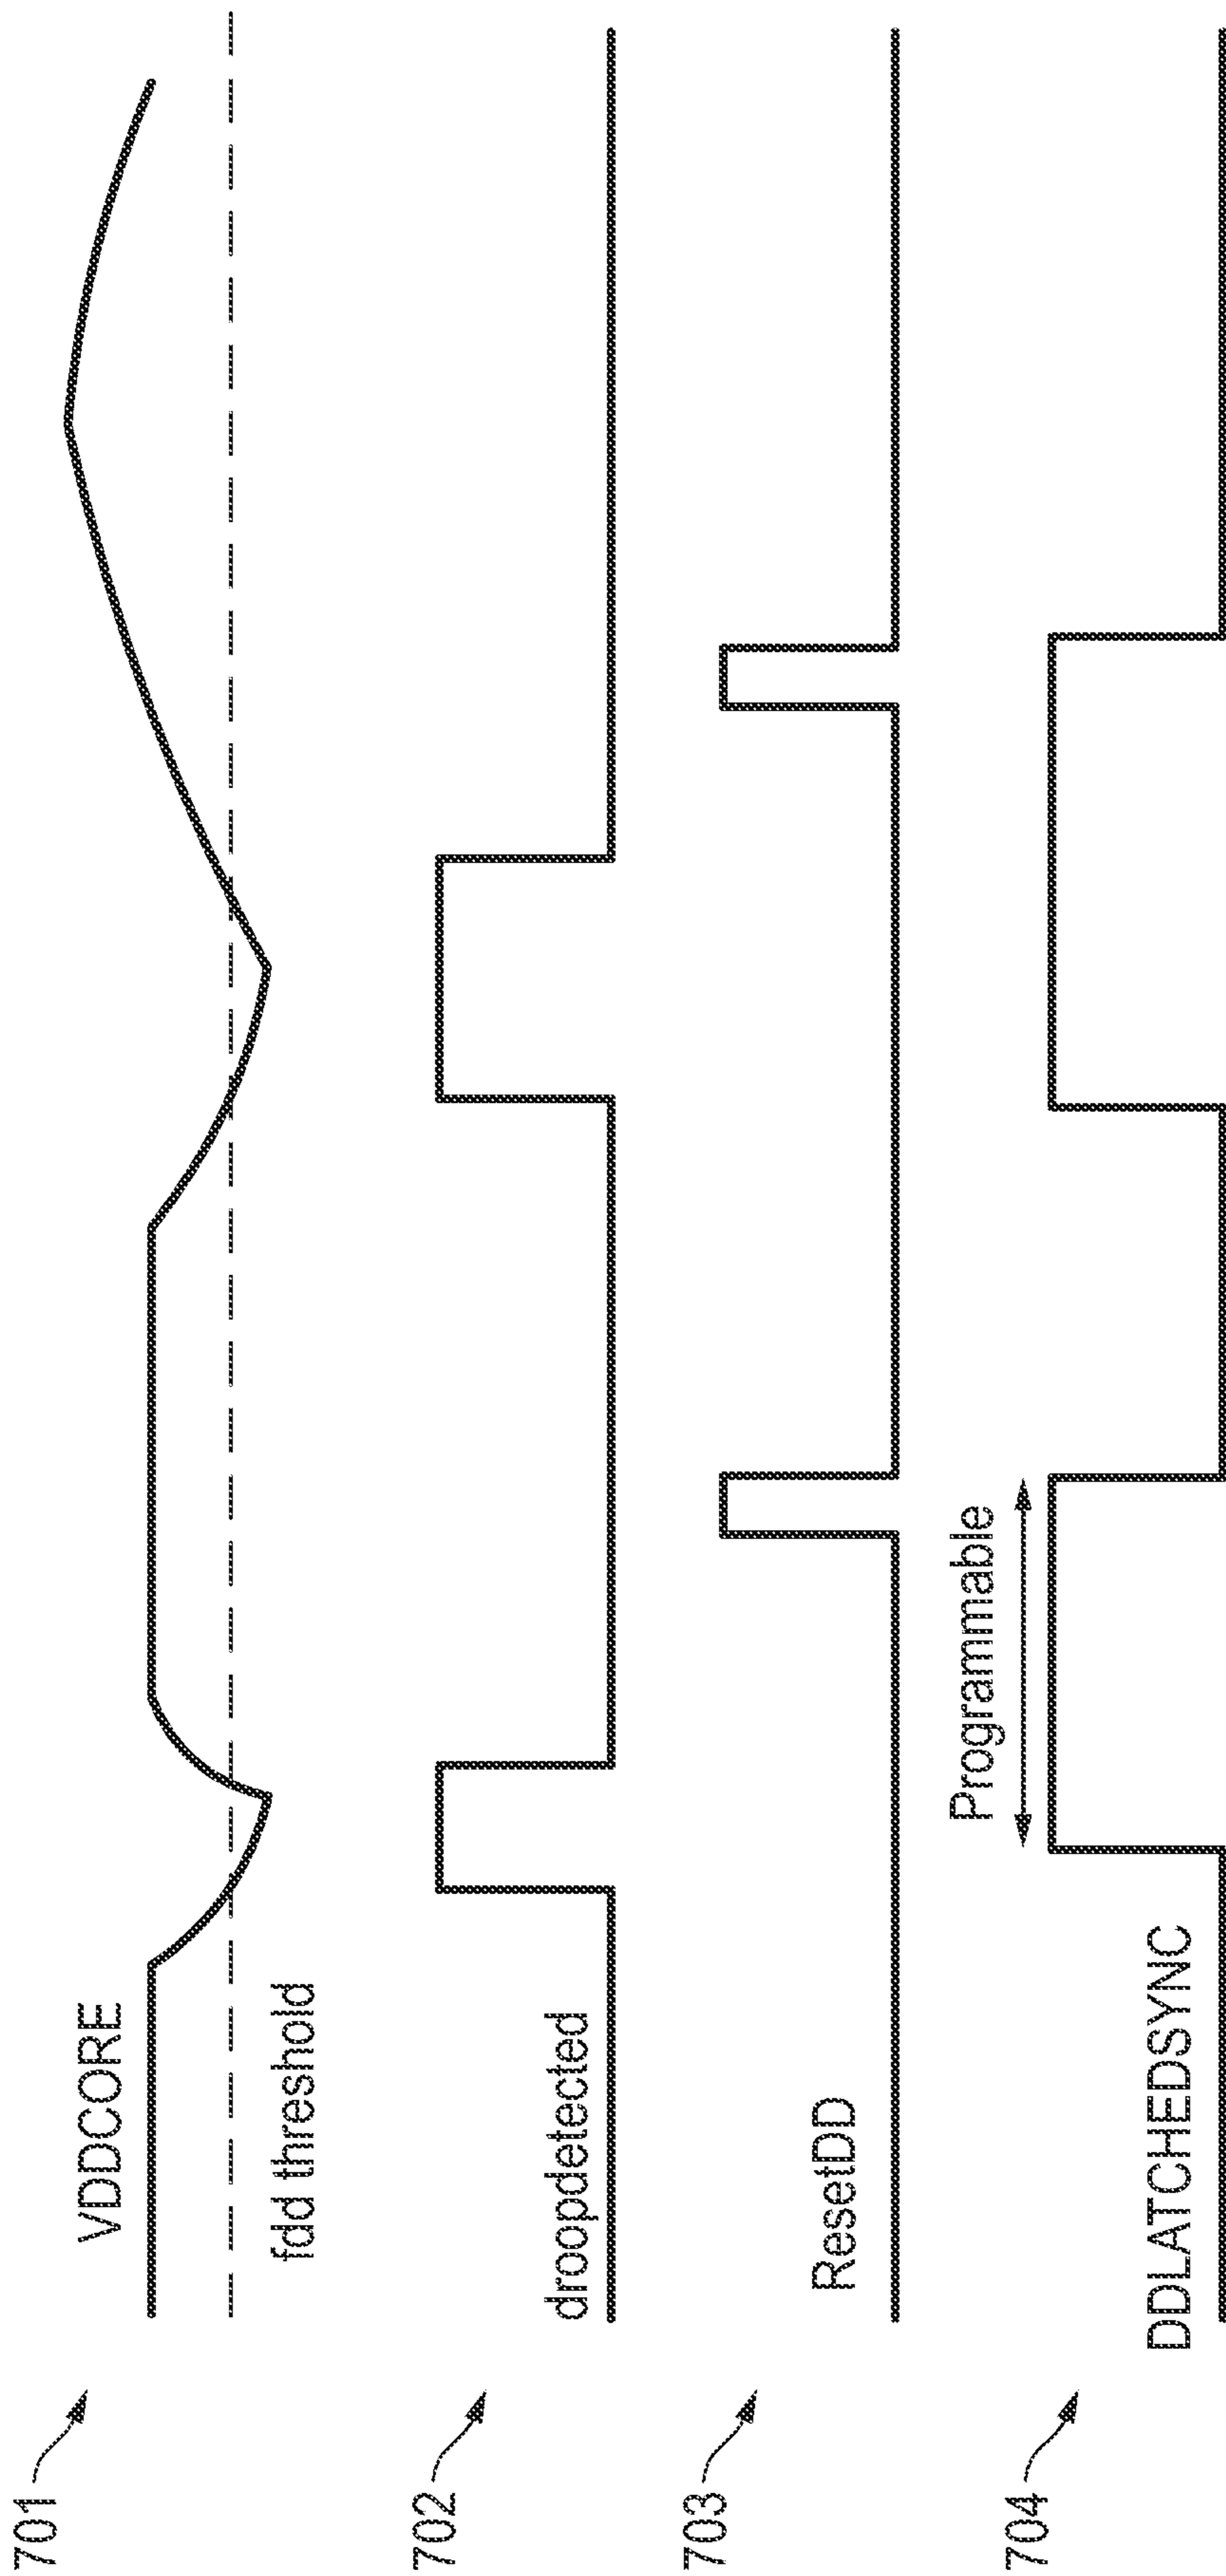 701
VDDCORE
fdd threshold
702
droopdetected
703
ResetDD
704
Programmable
DDLATCHEDSYNC